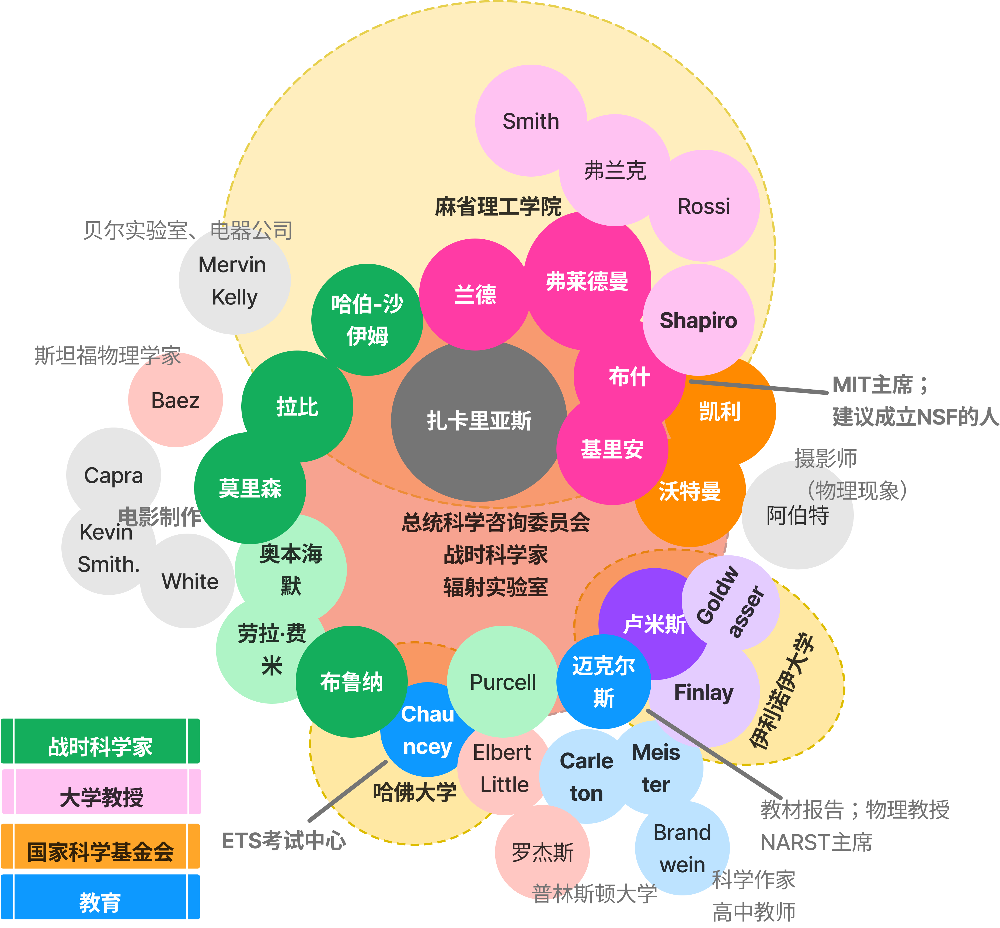 Smith
弗兰克
Rossi
麻省理工学院
贝尔实验室、电器公司
Mervin
Kelly
哈伯-沙
伊姆
兰德
弗莱德曼
Shapiro
斯坦福物理学家
Baez
拉比
扎卡里亚斯
布什
MIT主席；
建议成立NSF的人
凯利
基里安
摄影师
（物理现象）
阿伯特
Capra
莫里森
沃特曼
电影制作
Kevin
Smith.
White
总统科学咨询委员会
战时科学家
辐射实验室
奥本海
默
Goldw
asser
卢米斯
劳拉·费
米
布鲁纳
Purcell
迈克尔
斯
Finlay
伊利诺伊大学
Chau
ncey
Elbert
Little
Carle
ton
Meis
ter
哈佛大学
战时科学家
大学教授
国家科学基金会
教育
ETS考试中心
罗杰斯
普林斯顿大学
Brand
wein
教材报告；物理教授
NARST主席
科学作家
高中教师